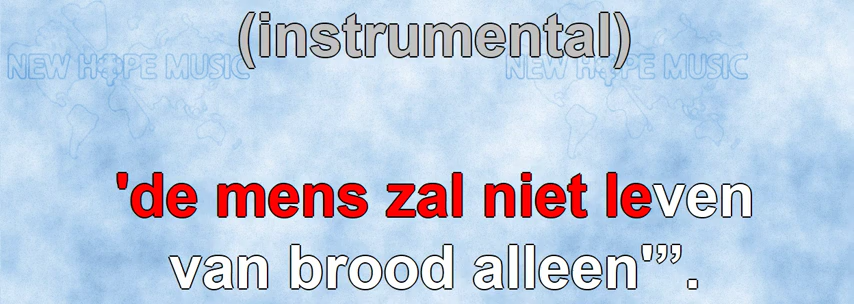 (instrumental)
NEW HOPE MUSIC NEW HOPE MUSIC
'de mens zal niet leven
van brood alleen'”.